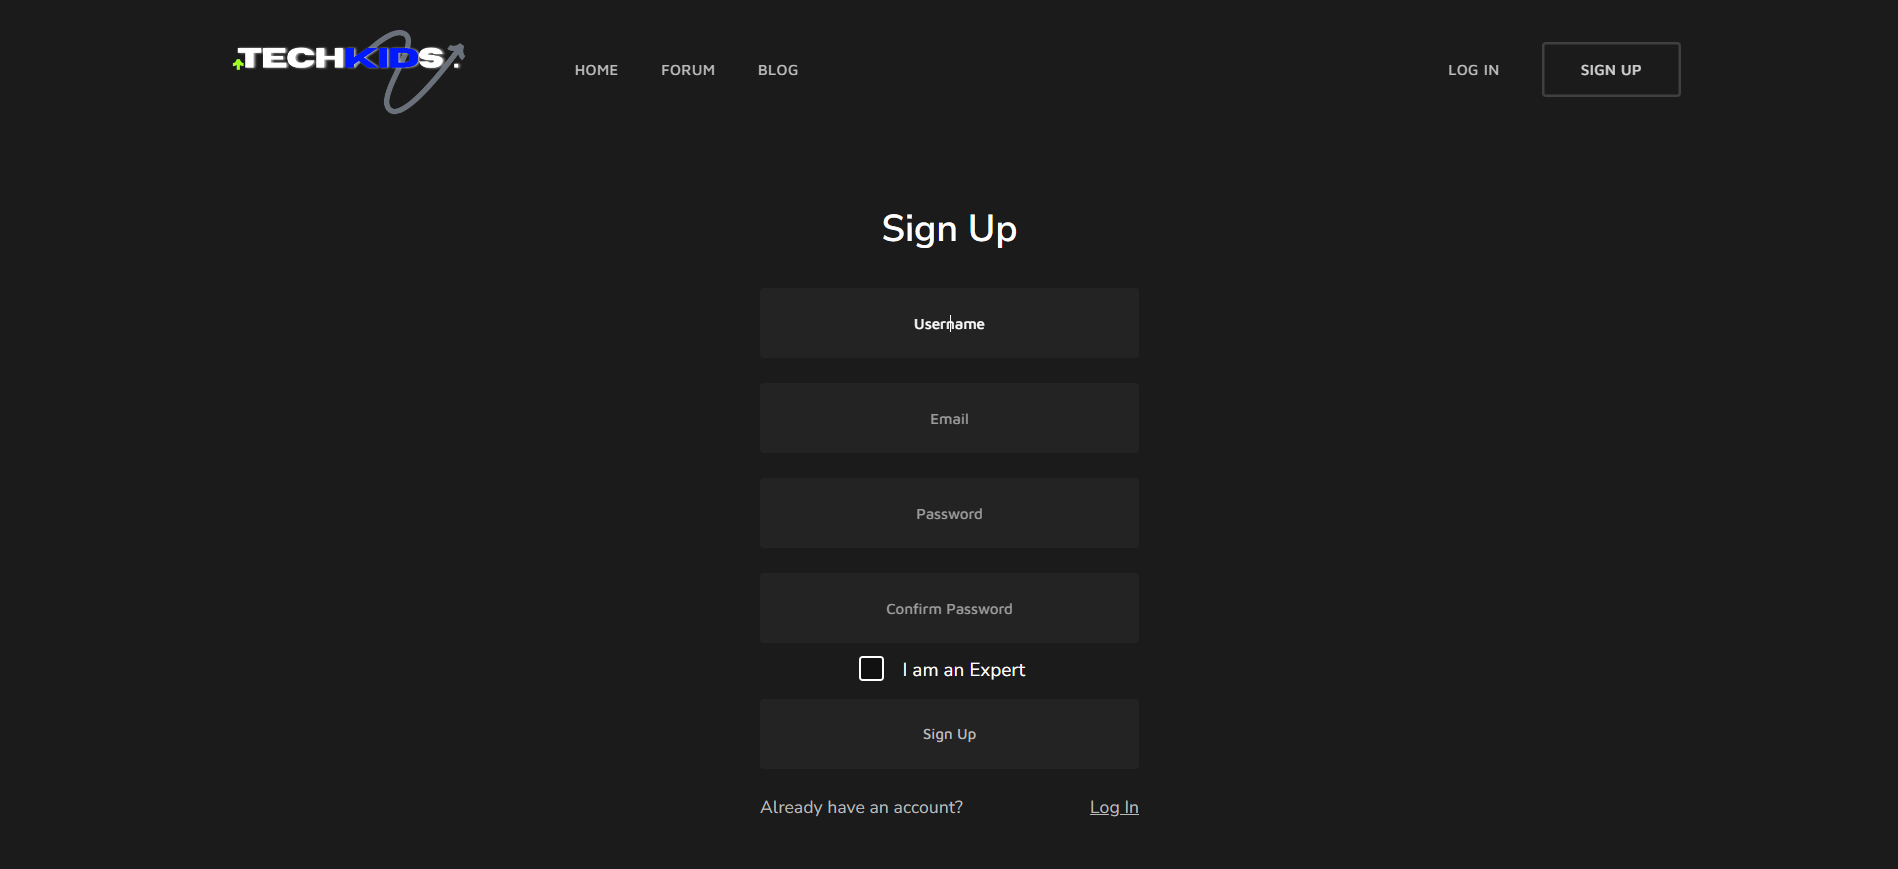 TECHKIDS.
HOME FORUM BLOG LOG IN SIGN UP
Sign Up
Username
Email
Password
Confirm Password
I am an Expert
Sign Up
Already have an account? Log In